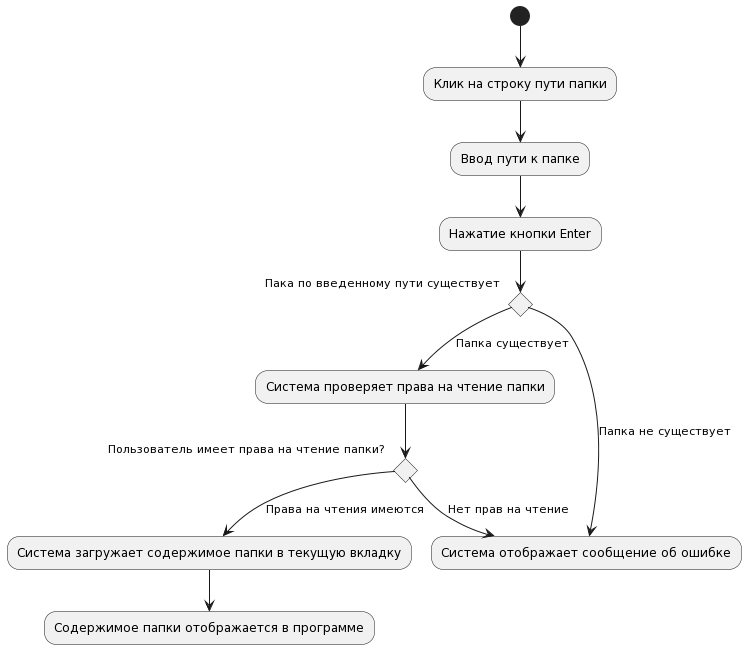 Клик на строку пути папки
Ввод пути к папке
Нажатие кнопки Enter
Пака по введенному пути существует
Папка существует
Система проверяет права на чтение папки
Папка не существует
Пользователь имеет права на чтение папки?
Права на чтения имеются
Нет прав на чтение
Система загружает содержимое папки в текущую вкладку
Система отображает сообщение об ошибке
Содержимое папки отображается в программе